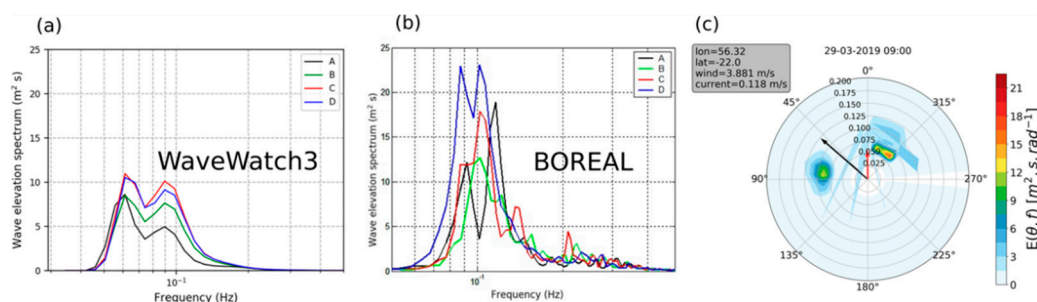 (a)
Wave elevation spectrum (m² s)
25
20
15
10
5
0
A
B
C
D
WaveWatch3
10⁻¹
Frequency (Hz)
(b)
Wave elevation spectrum (m² s)
25
20
15
10
5
0
A
B
C
D
BOREAL
10⁻¹
Frequency (Hz)
(c)
lon=56.32
lat=-22.0
wind=3.881 m/s
current=0.118 m/s
29-03-2019 09:00
0°
45°
90°
135°
180°
225°
270°
315°
0.200
0.175
0.150
0.125
0.100
0.075
0.050
0.025
21
18
15
12
9
6
3
0
E(θ, f) [m². s. rad⁻¹]